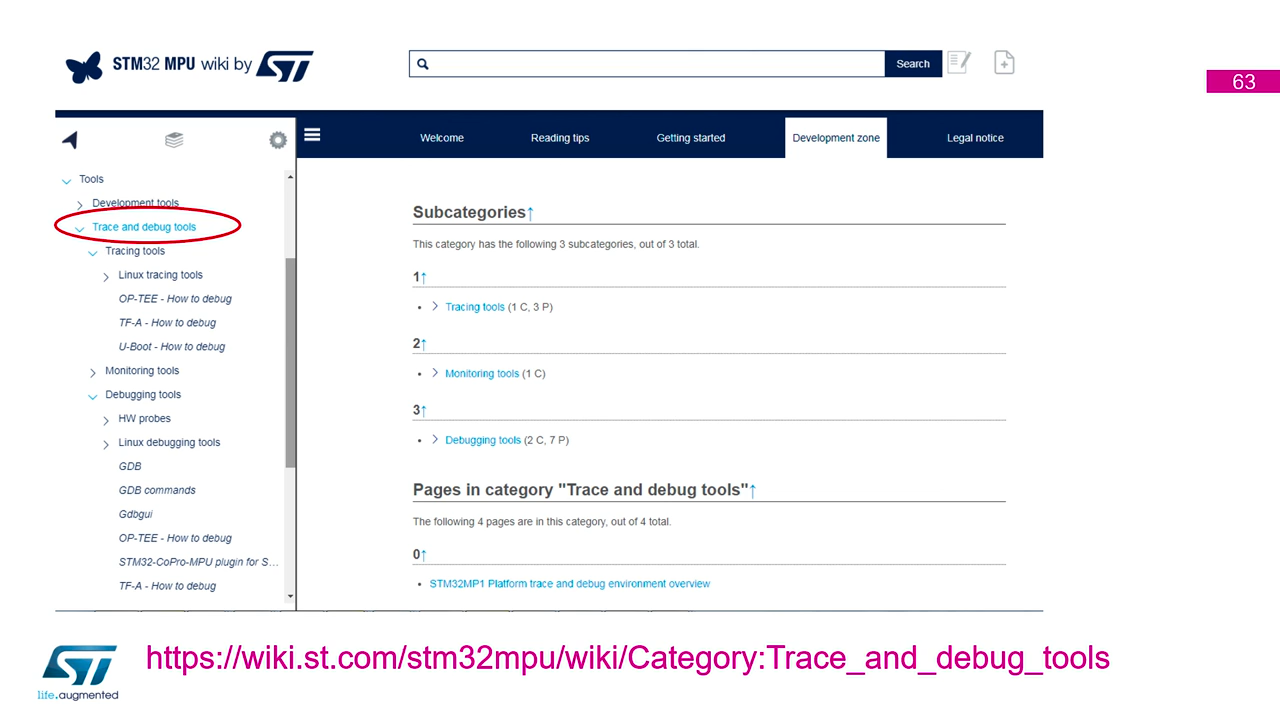 STM32 MPU wiki by ST
Search
63
Welcome
Reading tips
Getting started
Development zone
Legal notice
Tools
Development tools
Trace and debug tools
Tracing tools
Linux tracing tools
OP-TEE - How to debug
TF-A - How to debug
U-Boot - How to debug
Monitoring tools
Debugging tools
HW probes
Linux debugging tools
GDB
GDB commands
Gdbgui
OP-TEE - How to debug
STM32-CoPro-MPU plugin for S...
TF-A - How to debug
Subcategories↑
This category has the following 3 subcategories, out of 3 total.
1↑
• Tracing tools (1 C, 3 P)
2↑
• Monitoring tools (1 C)
3↑
• Debugging tools (2 C, 7 P)
Pages in category "Trace and debug tools"↑
The following 4 pages are in this category, out of 4 total.
0↑
• STM32MP1 Platform trace and debug environment overview
ST
life.augmented
https://wiki.st.com/stm32mpu/wiki/Category:Trace_and_debug_tools